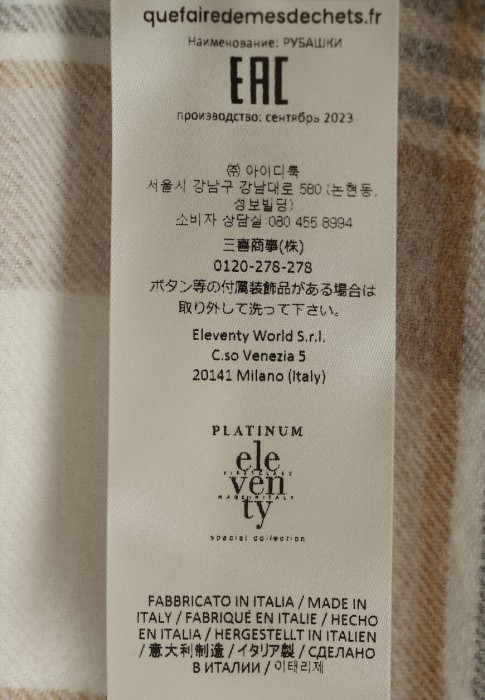 quefairedemesdechets.fr
Наименование: РУБАШКИ
EAC
производство: сентябрь 2023
㈜ 아이디룩
서울시 강남구 강남대로 580 (논현동,
성보빌딩)
소비자 상담실:080 455 8994
三喜商事(株)
0120-278-278
ボタン等の付属装飾品がある場合は
取り外して洗って下さい。
Eleventy World S.r.l.
C.so Venezia 5
20141 Milano (Italy)
PLATINUM
ele
ven
ty
special collection
FABBRICATO IN ITALIA / MADE IN
ITALY / FABRIQUÉ EN ITALIE / HECHO
EN ITALIA / HERGESTELLT IN ITALIEN
/ 意大利制造 / イタリア製 / СДЕЛАНО
В ИТАЛИИ / 이태리제